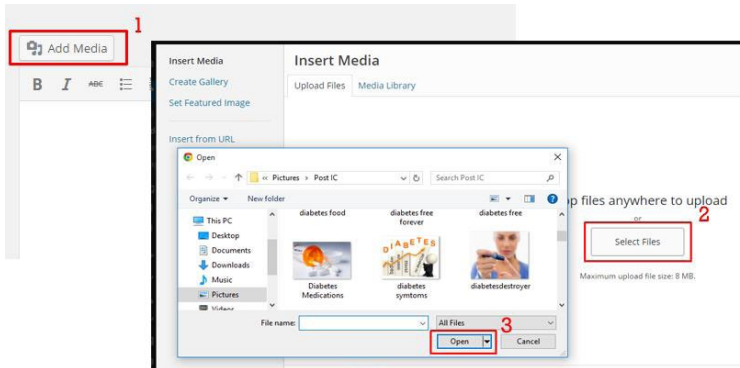 1
Add Media
B I ABE
Insert Media
Create Gallery
Set Featured Image
Insert from URL
Insert Media
Upload Files Media Library
Open
« Pictures › Post IC
Search Post IC
Organize New folder
This PC
Desktop
Documents
Downloads
Music
Pictures
Videos
diabetes food
diabetes free
forever
diabetes free
Diabetes
Medications
DIABETES
diabetes
symtoms
diabetesdestroyer
File name:
All Files
3
Open Cancel
op files anywhere to upload
or
2
Select Files
Maximum upload file size: 8 MB.